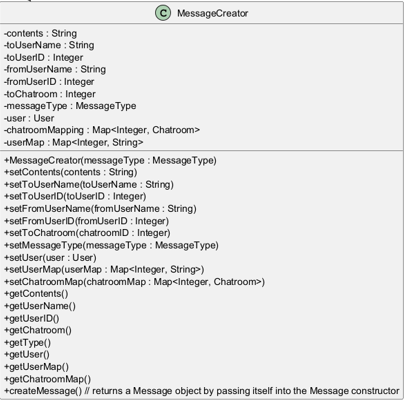 C MessageCreator
-contents : String
-toUserName : String
-toUserID : Integer
-fromUserName : String
-fromUserID : Integer
-toChatroom : Integer
-messageType : MessageType
-user : User
-chatroomMapping : Map<Integer, Chatroom>
-userMap : Map<Integer, String>
+MessageCreator(messageType : MessageType)
+setContents(contents : String)
+setToUserName(toUserName : String)
+setToUserID(toUserID : Integer)
+setFromUserName(fromUserName : String)
+setFromUserID(fromUserID : Integer)
+setToChatroom(chatroomID : Integer)
+setMessageType(messageType : MessageType)
+setUser(user : User)
+setUserMap(userMap : Map<Integer, String>)
+setChatroomMap(chatroomMap : Map<Integer, Chatroom>)
+getContents()
+getUserName()
+getUserID()
+getChatroom()
+getType()
+getUser()
+getUserMap()
+getChatroomMap()
+createMessage() // returns a Message object by passing itself into the Message constructor